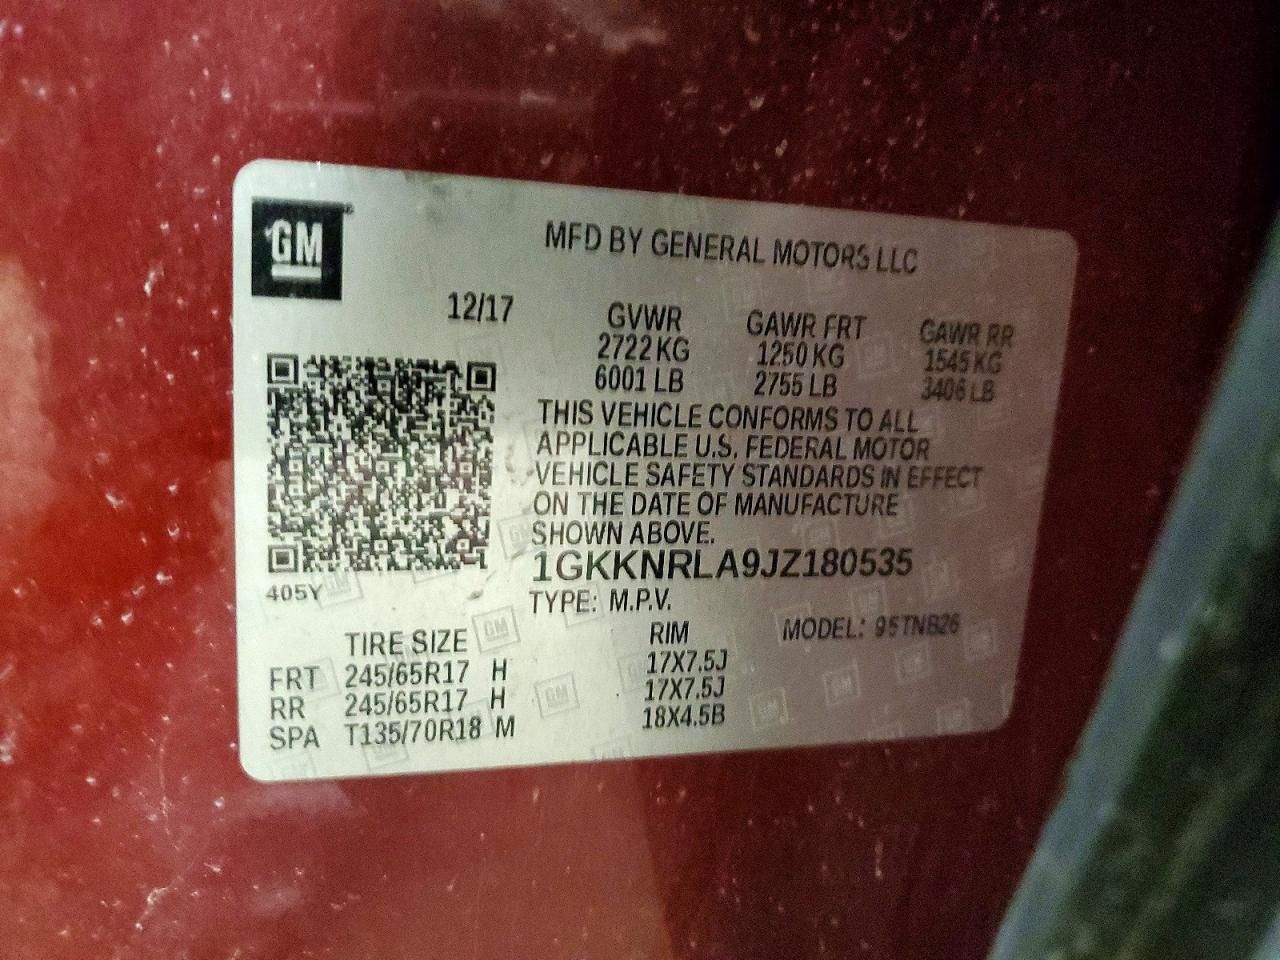 GM
MFD BY GENERAL MOTORS LLC
12/17 GVWR GAWR FRT GAWR RR
2722 KG 1250 KG 1545 KG
6001 LB 2755 LB 3406 LB
THIS VEHICLE CONFORMS TO ALL
APPLICABLE U.S. FEDERAL MOTOR
VEHICLE SAFETY STANDARDS IN EFFECT
ON THE DATE OF MANUFACTURE
SHOWN ABOVE.
1GKKNRLA9JZ180535
405Y
TYPE: M.P.V. MODEL: 95TNB26
TIRE SIZE RIM
FRT 245/65R17 H 17X7.5J
RR 245/65R17 H 17X7.5J
SPA T135/70R18 M 18X4.5B